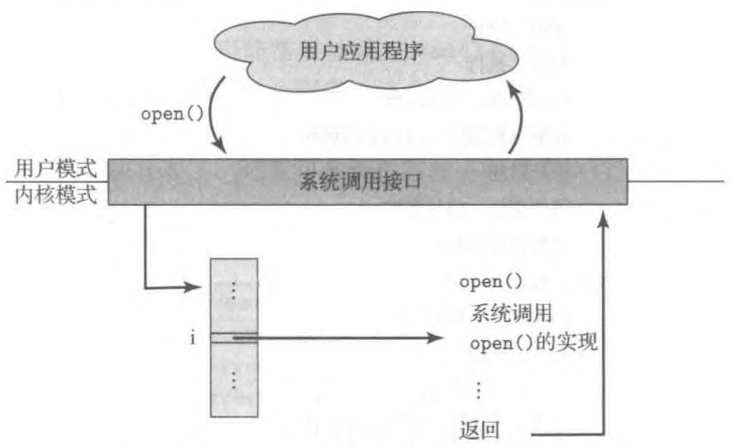 用户应用程序
open()
用户模式
系统调用接口
内核模式
⋮
open()
系统调用
i
open()的实现
⋮
⋮
返回